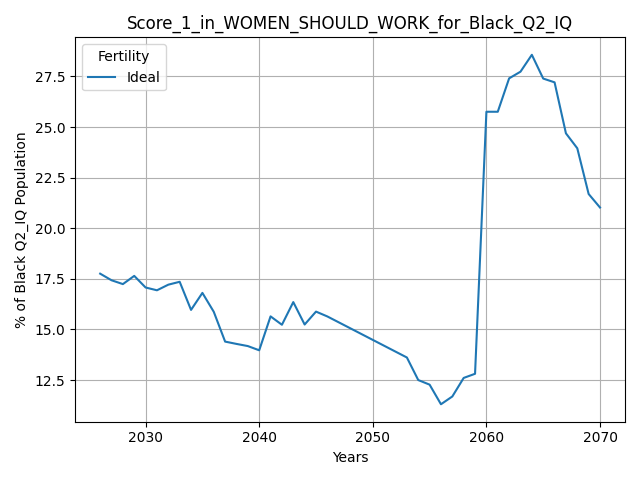 Score_1_in_WOMEN_SHOULD_WORK_for_Black_Q2_IQ
Fertility
Ideal
27.5
25.0
22.5
20.0
17.5
15.0
12.5
% of Black Q2_IQ Population
2030 2040 2050 2060 2070
Years